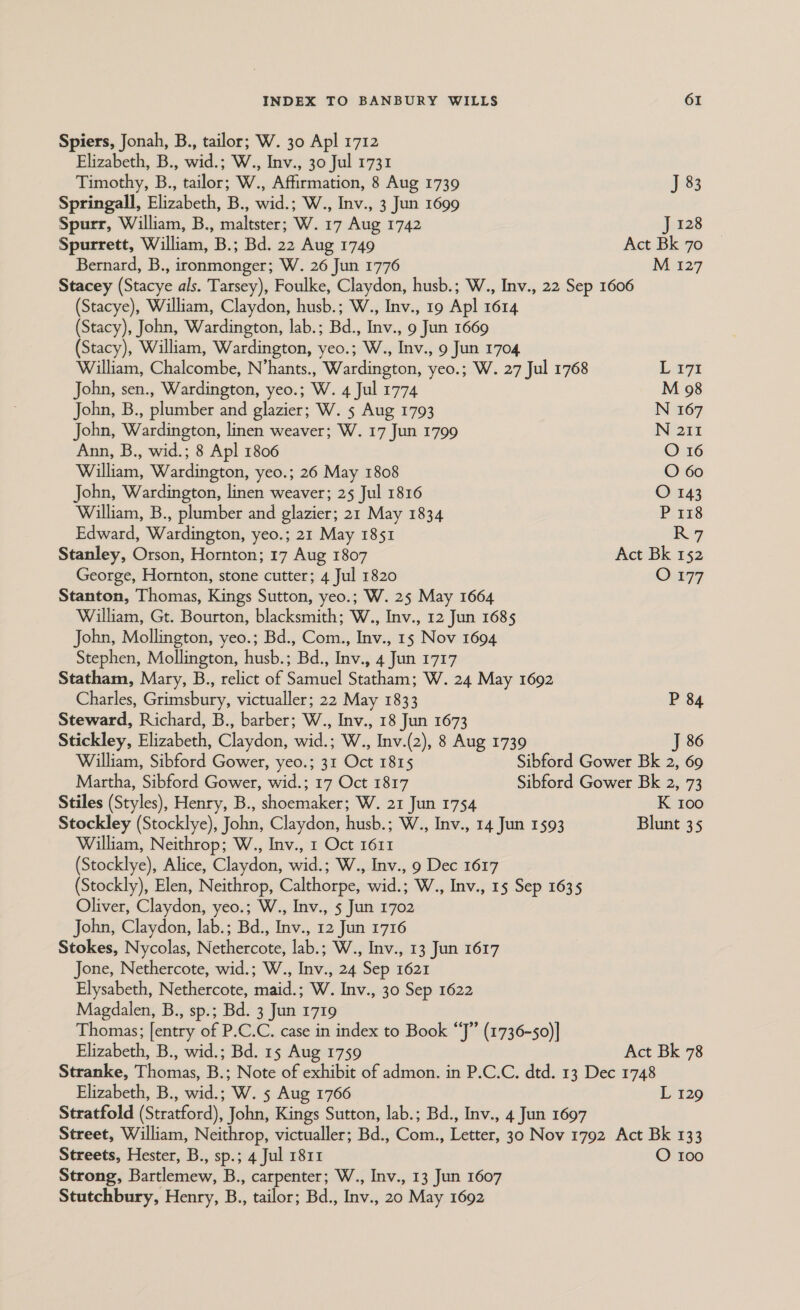 INDEX TO BANBURY WILLS 61
Spiers, Jonah, B., tailor; W. 30 Apl 1712
Elizabeth, B., wid.; W., Inv., 30 Jul 1731
Timothy, B., tailor; W., Affirmation, 8 Aug 1739 J 83
Springall, Elizabeth, B., wid.; W., Inv., 3 Jun 1699
Spurr, William, B., maltster; W. 17 Aug 1742 J 128
Spurrett, William, B.; Bd. 22 Aug 1749 Act Bk 70
Bernard, B., ironmonger; W. 26 Jun 1776 M 127
Stacey (Stacye als. Tarsey), Foulke, Claydon, husb.; W., Inv., 22 Sep 1606
(Stacye), William, Claydon, husb.; W., Inv., 19 Apl 1614
(Stacy), John, Wardington, lab.; Bd., Inv., 9 Jun 1669
(Stacy), William, Wardington, yeo.; W., Inv., 9 Jun 1704
William, Chalcombe, N'hants., Wardington, yeo.; W. 27 Jul 1768 L 171
John, sen., Wardington, yeo.; W. 4 Jul 1774 M 98
John, B., plumber and glazier; W. 5 Aug 1793 N 167
John, Wardington, linen weaver; W. 17 Jun 1799 N 211
Ann, B., wid.; 8 Apl 1806 O 16
William, Wardington, yeo.; 26 May 1808 O 60
John, Wardington, linen weaver; 25 Jul 1816 O 143
William, B., plumber and glazier; 21 May 1834 P 118
Edward, Wardington, yeo.; 21 May 1851 R 7
Stanley, Orson, Hornton; 17 Aug 1807 Act Bk 152
George, Hornton, stone cutter; 4 Jul 1820 O 177
Stanton, Thomas, Kings Sutton, yeo.; W. 25 May 1664
William, Gt. Bourton, blacksmith; W., Inv., 12 Jun 1685
John, Mollington, yeo.; Bd., Com., Inv., 15 Nov 1694
Stephen, Mollington, husb.; Bd., Inv., 4 Jun 1717
Statham, Mary, B., relict of Samuel Statham; W. 24 May 1692
Charles, Grimsbury, victualler; 22 May 1833 P 84
Steward, Richard, B., barber; W., Inv., 18 Jun 1673
Stickley, Elizabeth, Claydon, wid.; W., Inv.(2), 8 Aug 1739 J 86
William, Sibford Gower, yeo.; 31 Oct 1815 Sibford Gower Bk 2, 69
Martha, Sibford Gower, wid.; 17 Oct 1817 Sibford Gower Bk 2, 73
Stiles (Styles), Henry, B., shoemaker; W. 21 Jun 1754 K 100
Stockley (Stocklye), John, Claydon, husb.; W., Inv., 14 Jun 1593 Blunt 35
William, Neithrop; W., Inv., 1 Oct 1611
(Stocklye), Alice, Claydon, wid.; W., Inv., 9 Dec 1617
(Stockly), Elen, Neithrop, Calthorpe, wid.; W., Inv., 15 Sep 1635
Oliver, Claydon, yeo.; W., Inv., 5 Jun 1702
John, Claydon, lab.; Bd., Inv., 12 Jun 1716
Stokes, Nycolas, Nethercote, lab.; W., Inv., 13 Jun 1617
Jone, Nethercote, wid.; W., Inv., 24 Sep 1621
Elysabeth, Nethercote, maid.; W. Inv., 30 Sep 1622
Magdalen, B., sp.; Bd. 3 Jun 1719
Thomas; [entry of P.C.C. case in index to Book “J” (1736-50)]
Elizabeth, B., wid.; Bd. 15 Aug 1759 Act Bk 78
Stranke, Thomas, B.; Note of exhibit of admon. in P.C.C. dtd. 13 Dec 1748
Elizabeth, B., wid.; W. 5 Aug 1766 L 129
Stratfold (Stratford), John, Kings Sutton, lab.; Bd., Inv., 4 Jun 1697
Street, William, Neithrop, victualler; Bd., Com., Letter, 30 Nov 1792 Act Bk 133
Streets, Hester, B., sp.; 4 Jul 1811 O 100
Strong, Bartlemew, B., carpenter; W., Inv., 13 Jun 1607
Stutchbury, Henry, B., tailor; Bd., Inv., 20 May 1692